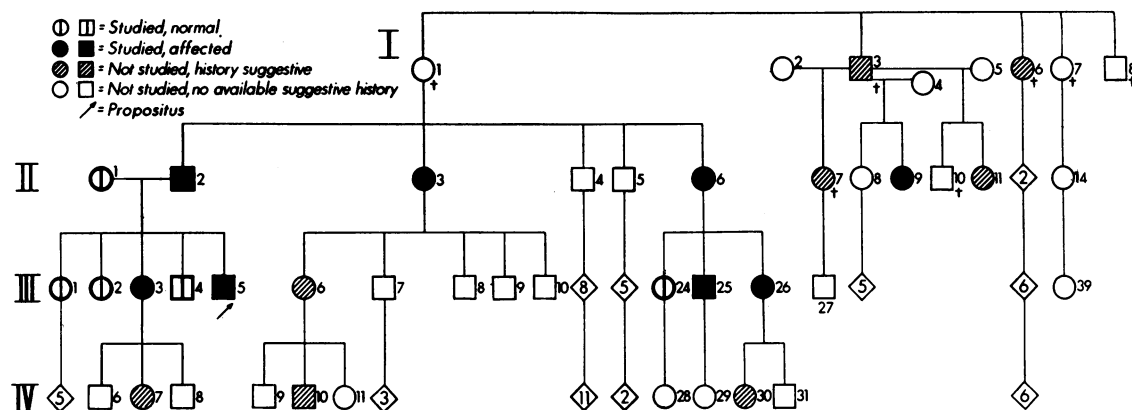 = Studied, normal
= Studied, affected
= Not studied, history suggestive
= Not studied, no available suggestive history
= Propositus
I
1 † 2 3 † 4 5 6 † 7 † 8 †
II
1 2 3 4 5 6 7 † 8 9 10 † 11 2 14
III
1 2 3 4 5 6 7 8 9 10 8 5 24 25 26 27 5 6 39
IV
5 6 7 8 9 10 11 3 11 2 28 29 30 31 6